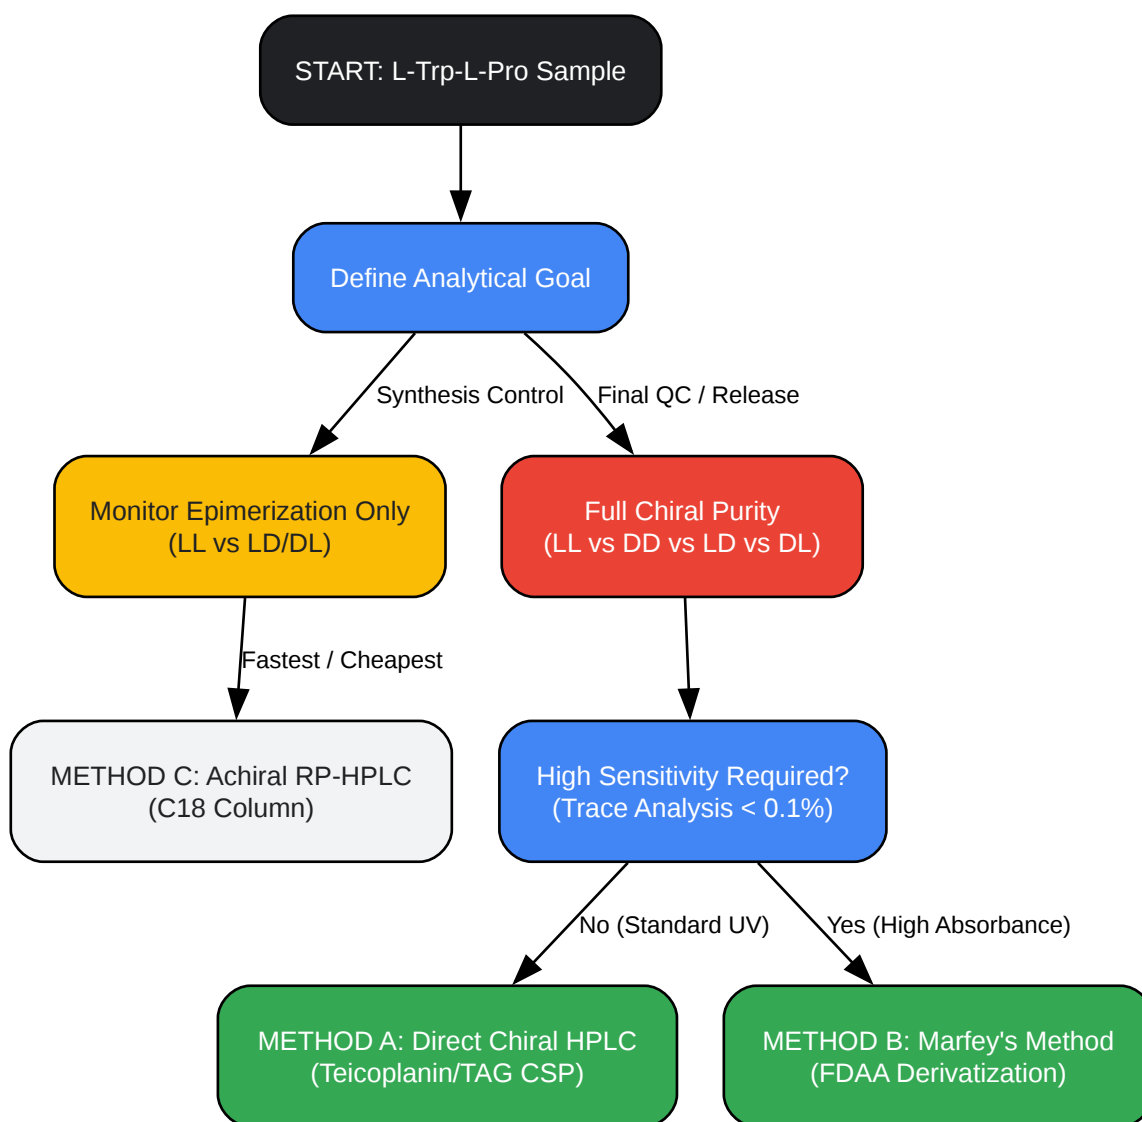 START: L-Trp-L-Pro Sample
Define Analytical Goal
Synthesis Control
Final QC / Release
Monitor Epimerization Only
(LL vs LD/DL)
Full Chiral Purity
(LL vs DD vs LD vs DL)
Fastest / Cheapest
METHOD C: Achiral RP-HPLC
(C18 Column)
High Sensitivity Required?
(Trace Analysis < 0.1%)
No (Standard UV)
Yes (High Absorbance)
METHOD A: Direct Chiral HPLC
(Teicoplanin/TAG CSP)
METHOD B: Marfey's Method
(FDAA Derivatization)